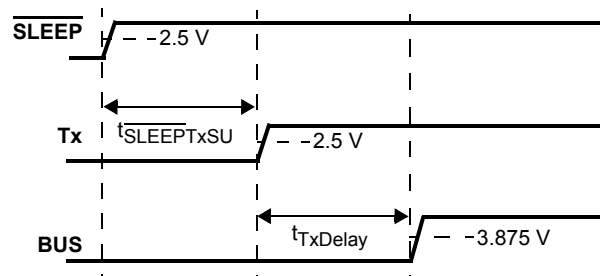 SLEEP
2.5 V
Tx
tSLEEPTxSU
2.5 V
tTxDelay
BUS
3.875 V